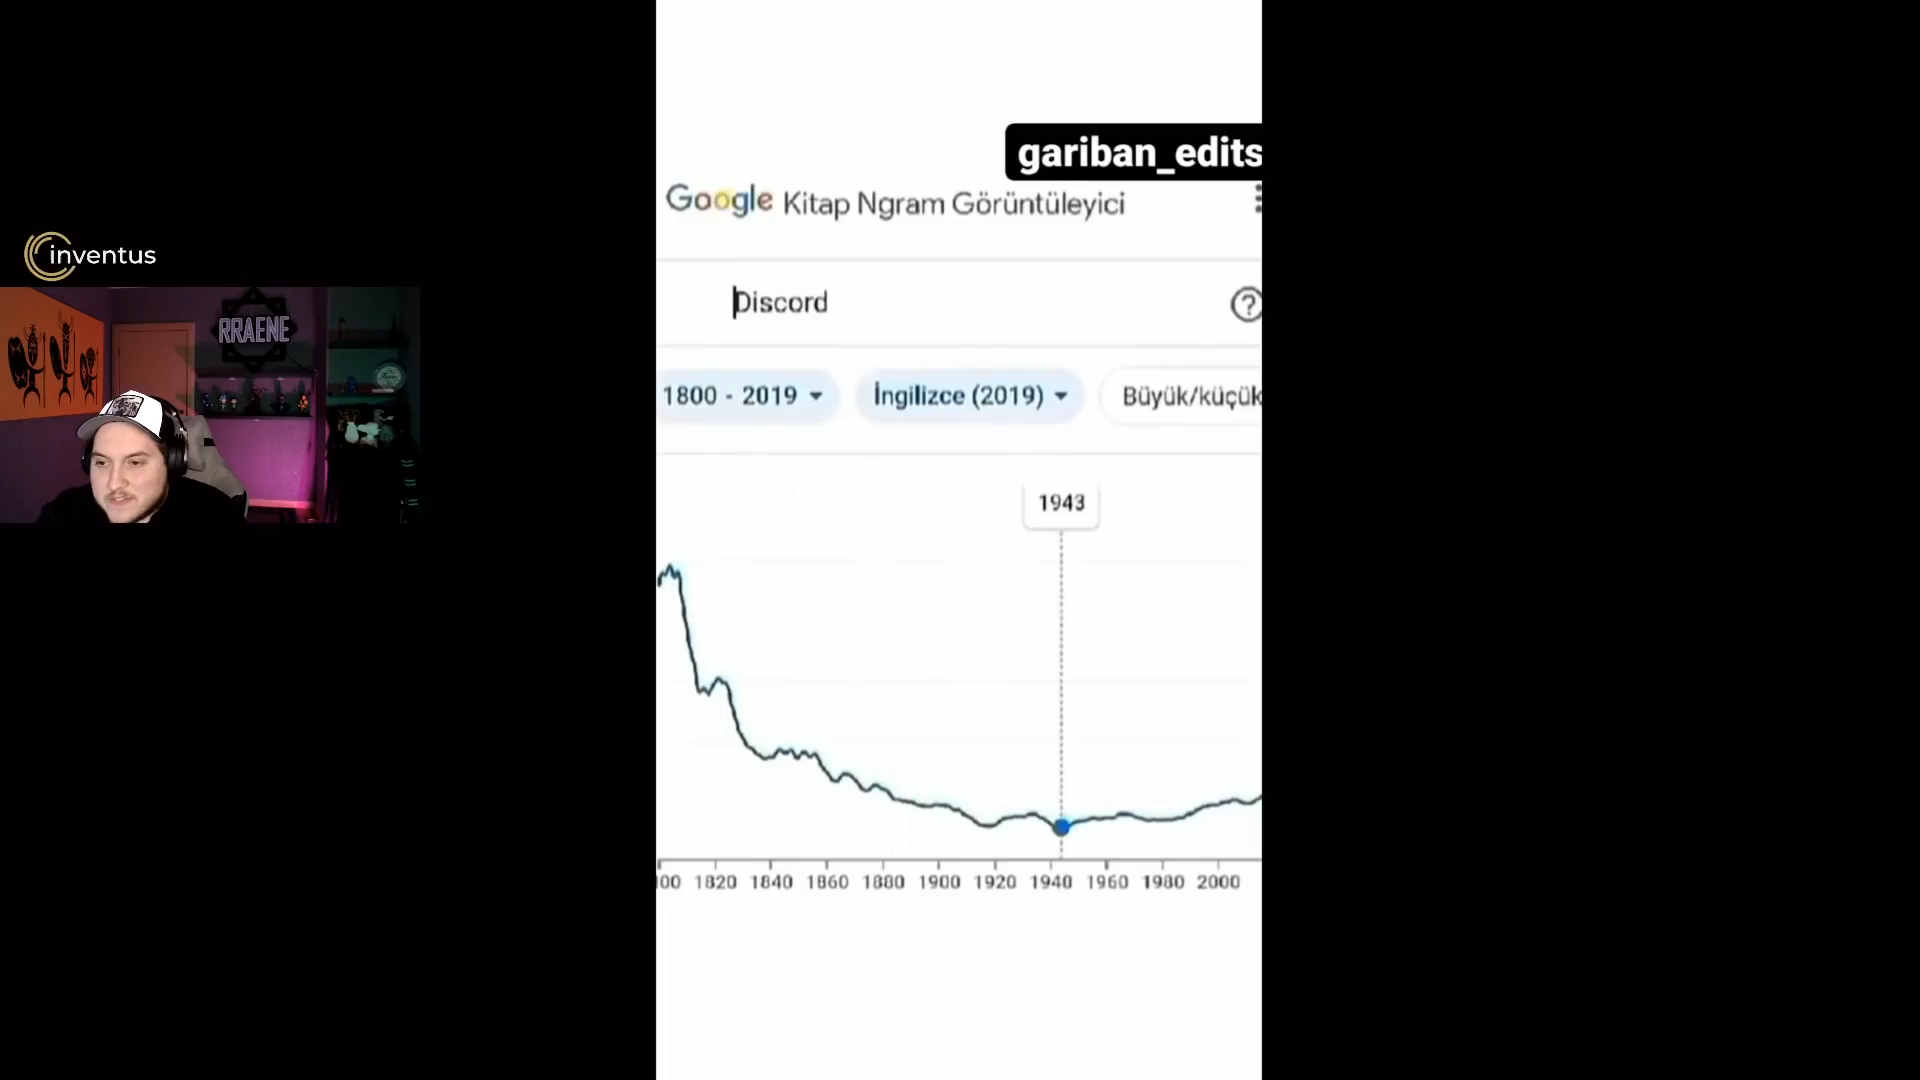 gariban_edits
Google Kitap Ngram Görüntüleyici
inventus
Discord
?
RRAENE
1800 - 2019
İngilizce (2019)
Büyük/küçük
1943
1820 1840 1860 1880 1900 1920 1940 1960 1980 2000